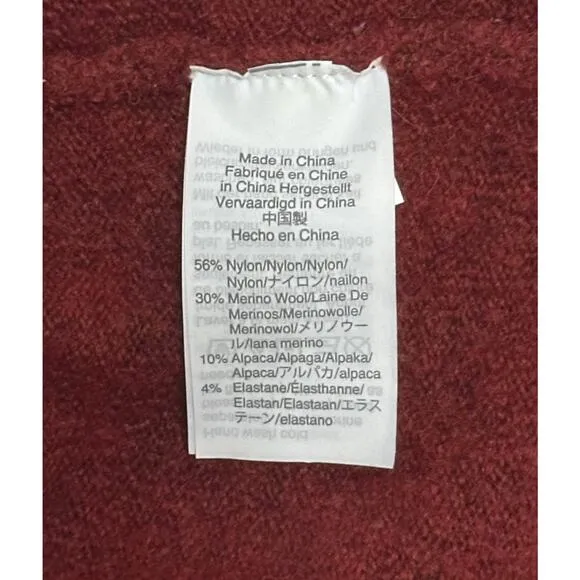 Made in China
Fabriqué en Chine
in China Hergestellt
Vervaardigd in China
中国製
Hecho en China
56% Nylon/Nylon/Nylon/
Nylon/ナイロン/nailon
30% Merino Wool/Laine De
Merinos/Merinowolle/
Merinowol/メリノウー
ル/lana merino
10% Alpaca/Alpaga/Alpaka/
Alpaca/アルパカ/alpaca
4% Elastane/Élasthanne/
Elastan/Elastaan/エラス
テーン/elastano
Hand wash cold